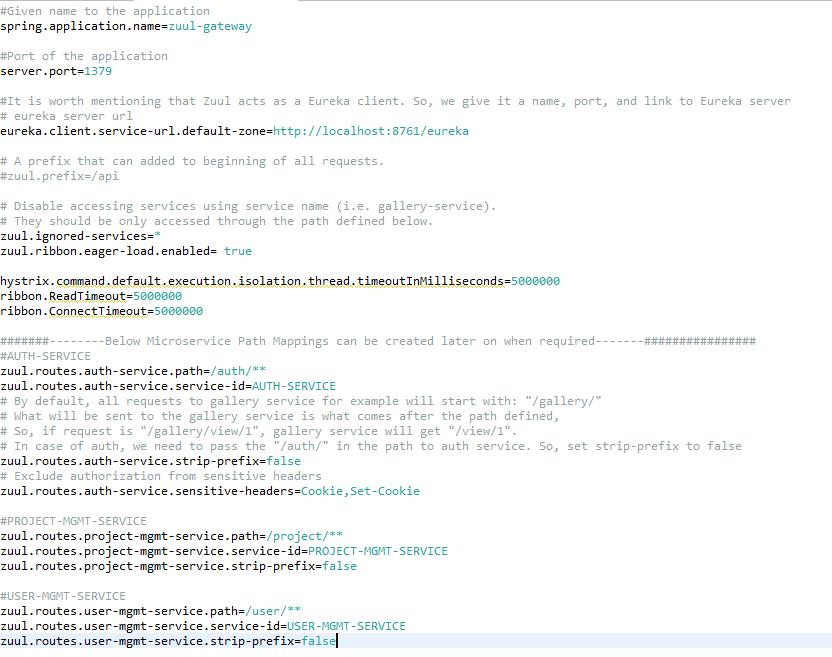 #Given name to the application
spring.application.name=zuul-gateway
#Port of the application
server.port=1379
#It is worth mentioning that Zuul acts as a Eureka client. So, we give it a name, port, and link to Eureka server
# eureka server url
eureka.client.service-url.default-zone=http://localhost:8761/eureka
# A prefix that can added to beginning of all requests.
#zuul.prefix=/api
# Disable accessing services using service name (i.e. gallery-service).
# They should be only accessed through the path defined below.
zuul.ignored-services=*
zuul.ribbon.eager-load.enabled= true
hystrix.command.default.execution.isolation.thread.timeoutInMilliseconds=5000000
ribbon.ReadTimeout=5000000
ribbon.ConnectTimeout=5000000
#######--------Below Microservice Path Mappings can be created later on when required-------################
#AUTH-SERVICE
zuul.routes.auth-service.path=/auth/**
zuul.routes.auth-service.service-id=AUTH-SERVICE
# By default, all requests to gallery service for example will start with: "/gallery/"
# What will be sent to the gallery service is what comes after the path defined,
# So, if request is "/gallery/view/1", gallery service will get "/view/1".
# In case of auth, we need to pass the "/auth/" in the path to auth service. So, set strip-prefix to false
zuul.routes.auth-service.strip-prefix=false
# Exclude authorization from sensitive headers
zuul.routes.auth-service.sensitive-headers=Cookie,Set-Cookie
#PROJECT-MGMT-SERVICE
zuul.routes.project-mgmt-service.path=/project/**
zuul.routes.project-mgmt-service.service-id=PROJECT-MGMT-SERVICE
zuul.routes.project-mgmt-service.strip-prefix=false
#USER-MGMT-SERVICE
zuul.routes.user-mgmt-service.path=/user/**
zuul.routes.user-mgmt-service.service-id=USER-MGMT-SERVICE
zuul.routes.user-mgmt-service.strip-prefix=false